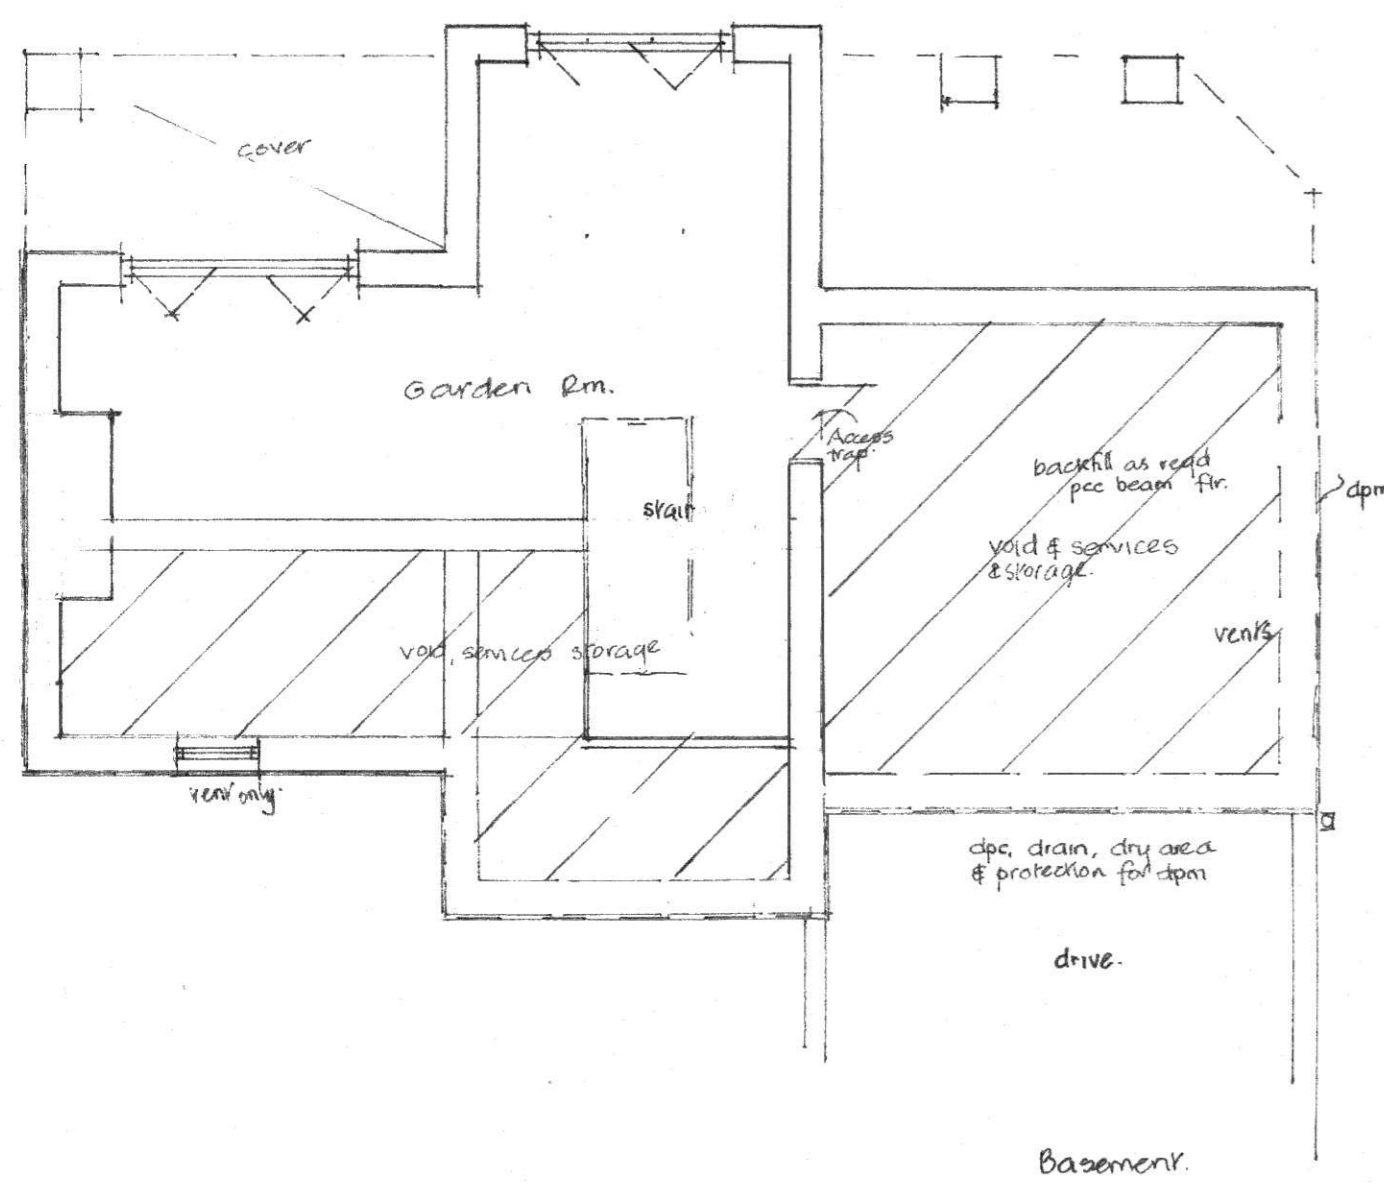 cover
Garden Rm.
Access
trap.
backfill as reqd
pcc beam flr.
dpm
stair
void & services
& storage.
vents
void, services storage
vent only.
dpc, drain, dry area
& protection for dpm
drive.
Basement.